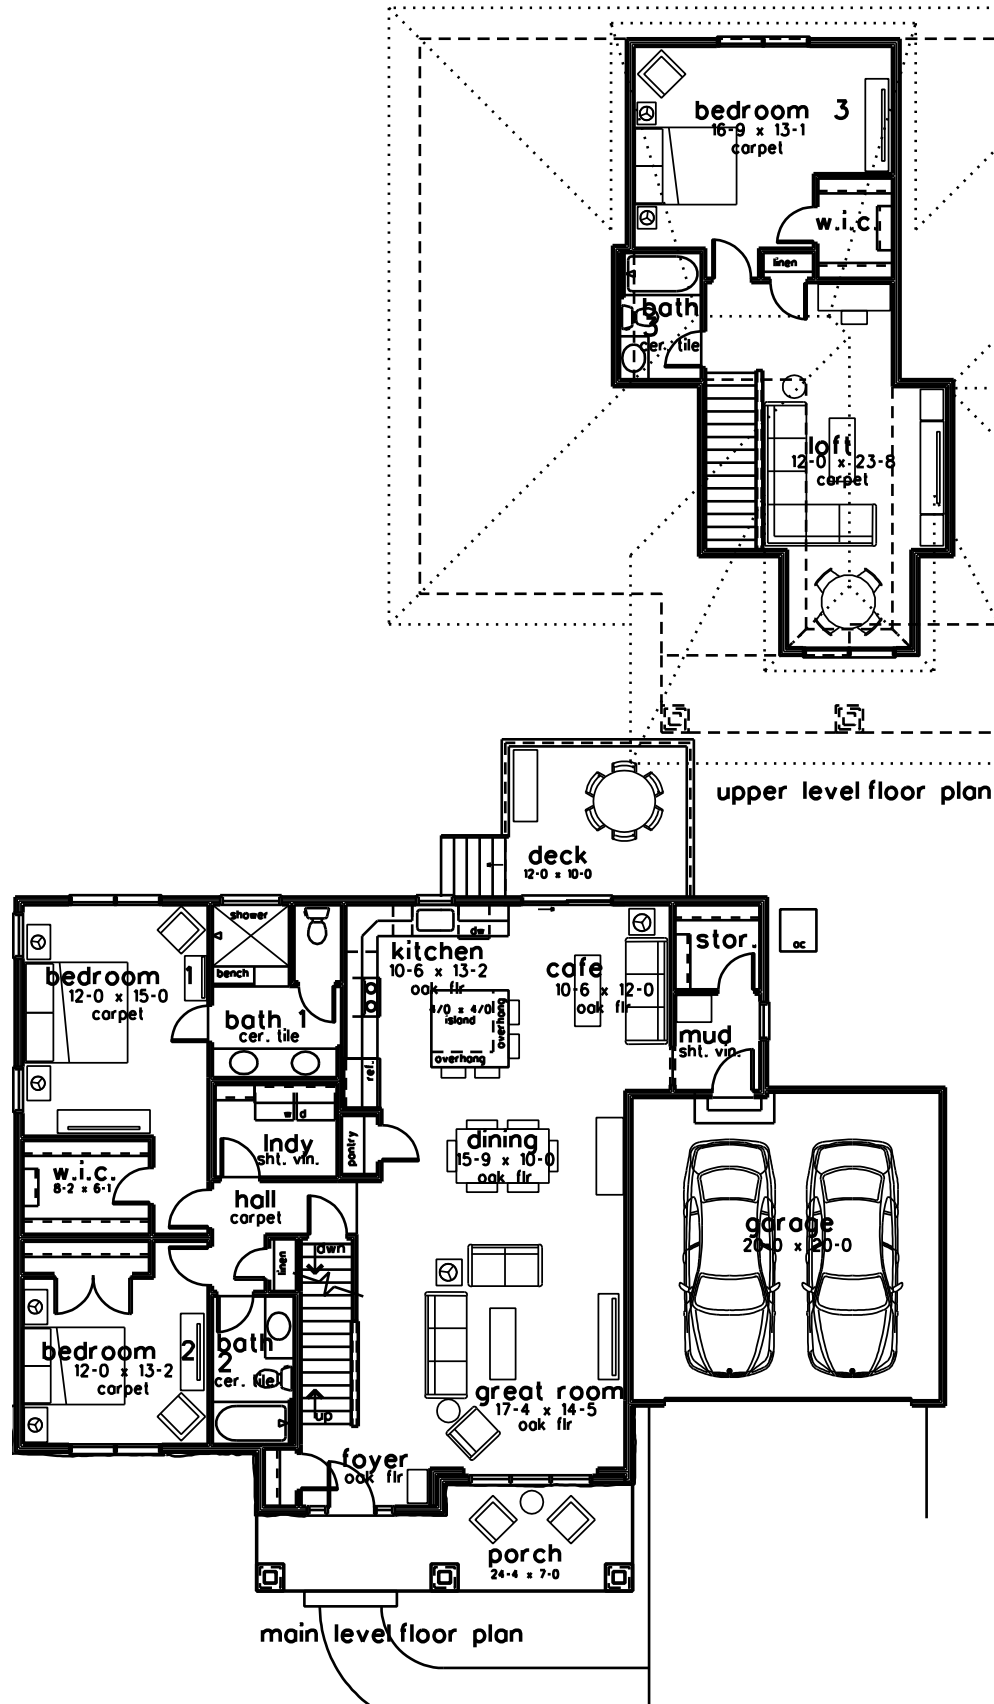 bedroom 3
16-9 x 13-1
carpet
w.i.c.
linen
bath
3
cer. tile
loft
12-0 x 23-8
carpet
upper level floor plan
deck
12-0 x 10-0
shower
bench
bedroom 1
12-0 x 15-0
carpet
bath 1
cer. tile
kitchen
10-6 x 13-2
oak flr
dw
4/0 x 4/0
island
overhang
overhang
ref.
cafe
10-6 x 12-0
oak flr
stor.
ac
mud
sht. vin.
w d
lndy
sht. vin.
pantry
dining
15-9 x 10-0
oak flr
w.i.c.
8-2 x 6-1
hall
carpet
linen
dwn
garage
20-0 x 20-0
bedroom 2
12-0 x 13-2
carpet
bath
2
cer. tile
up
great room
17-4 x 14-5
oak flr
foyer
oak flr
porch
24-4 x 7-0
main level floor plan